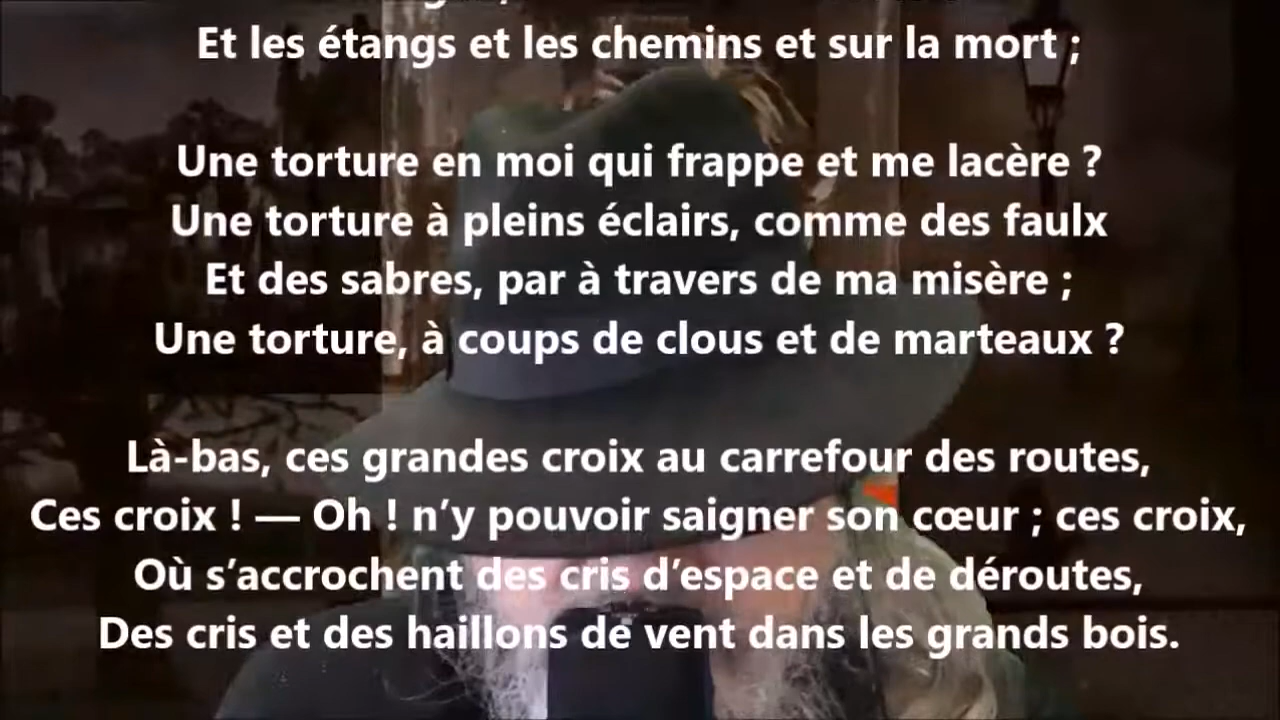 Et les étangs et les chemins et sur la mort ;
Une torture en moi qui frappe et me lacère ?
Une torture à pleins éclairs, comme des faulx
Et des sabres, par à travers de ma misère ;
Une torture, à coups de clous et de marteaux ?
Là-bas, ces grandes croix au carrefour des routes,
Ces croix ! — Oh ! n’y pouvoir saigner son cœur ; ces croix,
Où s’accrochent des cris d’espace et de déroutes,
Des cris et des haillons de vent dans les grands bois.